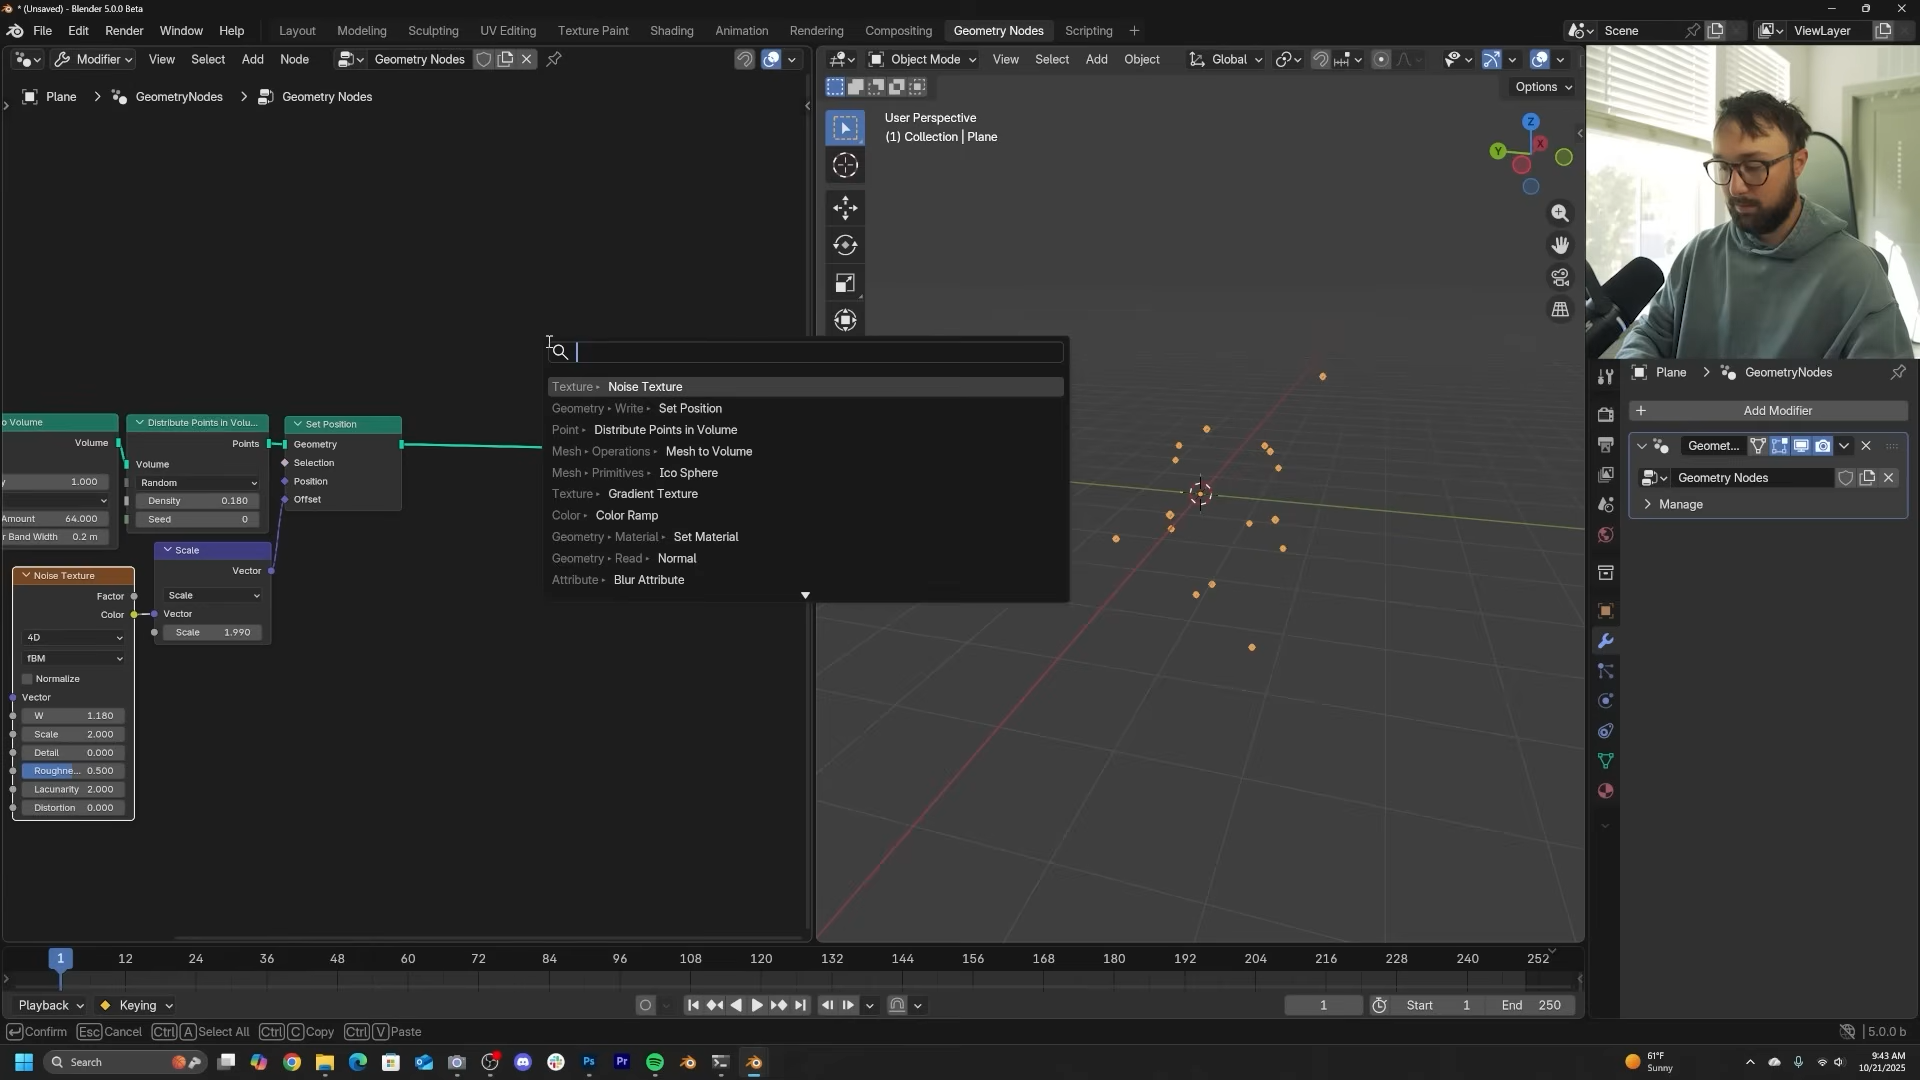 * (Unsaved) - Blender 5.0.0 Beta
File Edit Render Window Help
Layout Modeling Sculpting UV Editing Texture Paint Shading Animation Rendering Compositing Geometry Nodes Scripting
Scene ViewLayer
Modifier View Select Add Node Geometry Nodes
Object Mode View Select Add Object Global
Options
Plane > GeometryNodes > Geometry Nodes
User Perspective
(1) Collection | Plane
Z
Y
X
Texture ▸ Noise Texture
Geometry ▸ Write ▸ Set Position
Point ▸ Distribute Points in Volume
Mesh ▸ Operations ▸ Mesh to Volume
Mesh ▸ Primitives ▸ Ico Sphere
Texture ▸ Gradient Texture
Color ▸ Color Ramp
Geometry ▸ Material ▸ Set Material
Geometry ▸ Read ▸ Normal
Attribute ▸ Blur Attribute
o Volume
Volume
y 1.000
Amount 64.000
r Band Width 0.2 m
Distribute Points in Volu...
Points
Volume
Random
Density 0.180
Seed 0
Set Position
Geometry
Selection
Position
Offset
Scale
Vector
Scale
Vector
Scale 1.990
Noise Texture
Factor
Color
4D
fBM
Normalize
Vector
W 1.180
Scale 2.000
Detail 0.000
Roughne... 0.500
Lacunarity 2.000
Distortion 0.000
Plane > GeometryNodes
Add Modifier
Geomet...
Geometry Nodes
Manage
1 12 24 36 48 60 72 84 96 108 120 132 144 156 168 180 192 204 216 228 240 252
Playback Keying
1 Start 1 End 250
Confirm Esc Cancel Ctrl A Select All Ctrl C Copy Ctrl V Paste
5.0.0 b
Search
Ps
Pr
61°F
Sunny
9:43 AM
10/21/2025